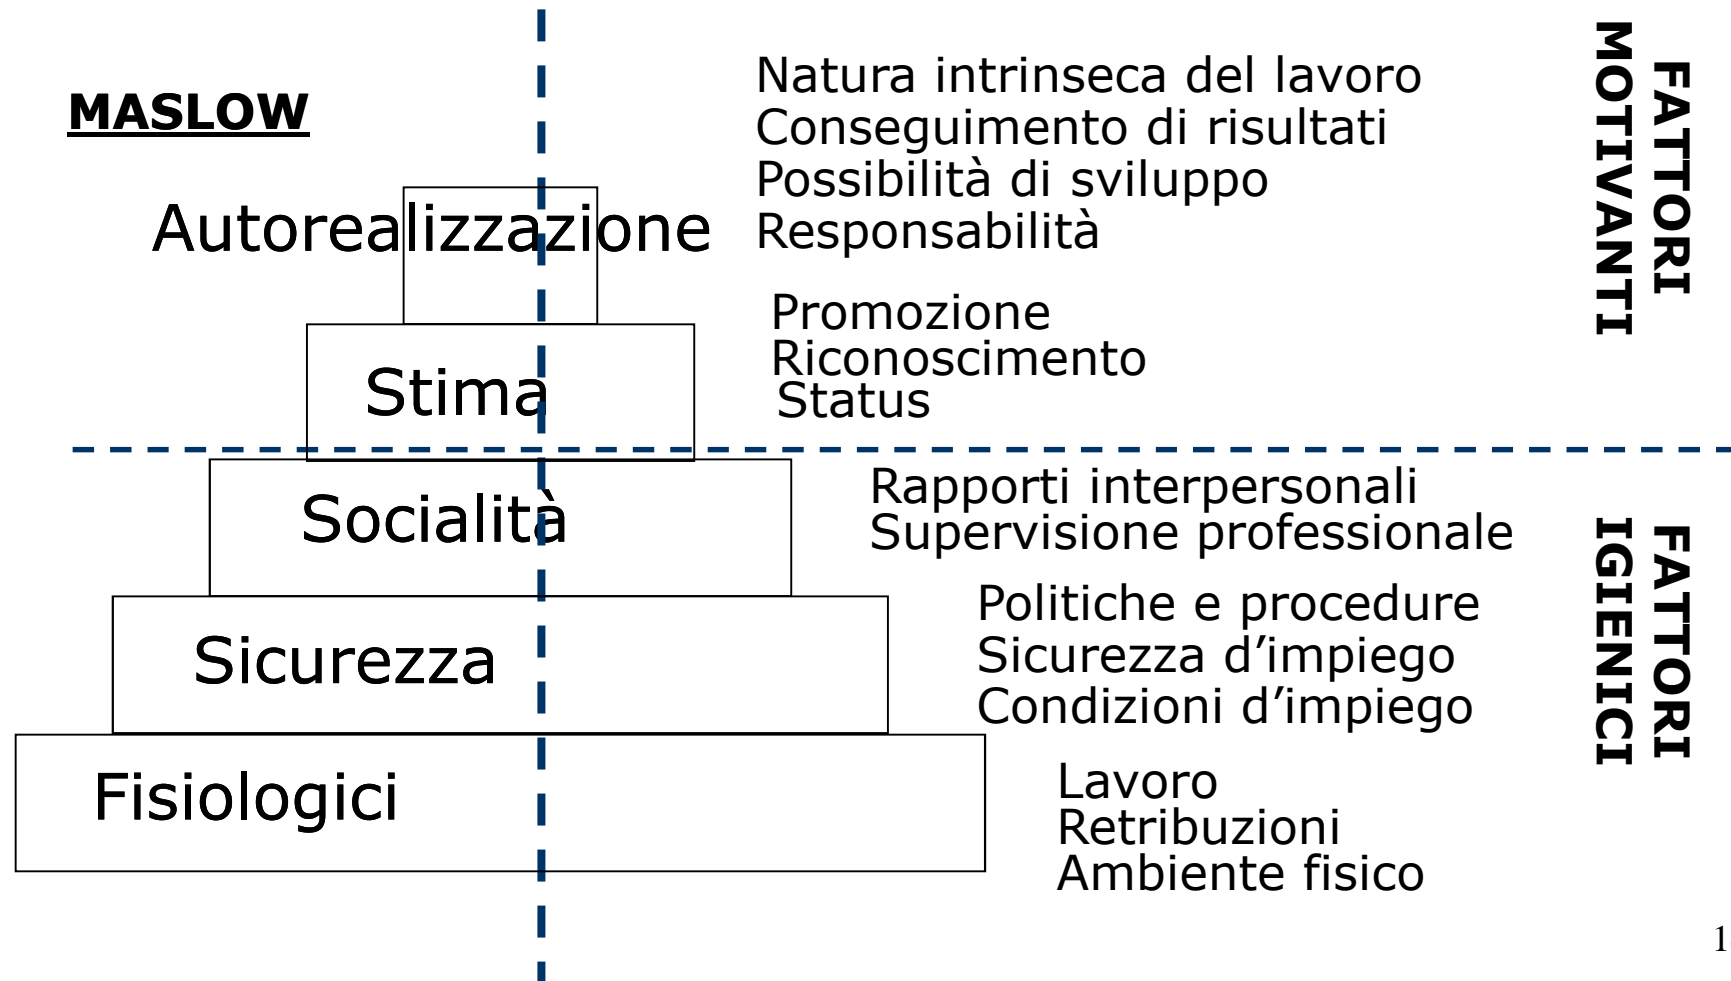 MASLOW
Natura intrinseca del lavoro
Conseguimento di risultati
Possibilità di sviluppo
Responsabilità
Autorealizzazione
Promozione
Riconoscimento
Status
Stima
FATTORI
MOTIVANTI
Rapporti interpersonali
Supervisione professionale
Socialità
Politiche e procedure
Sicurezza d’impiego
Condizioni d’impiego
Sicurezza
Lavoro
Retribuzioni
Ambiente fisico
Fisiologici
FATTORI
IGIENICI
1